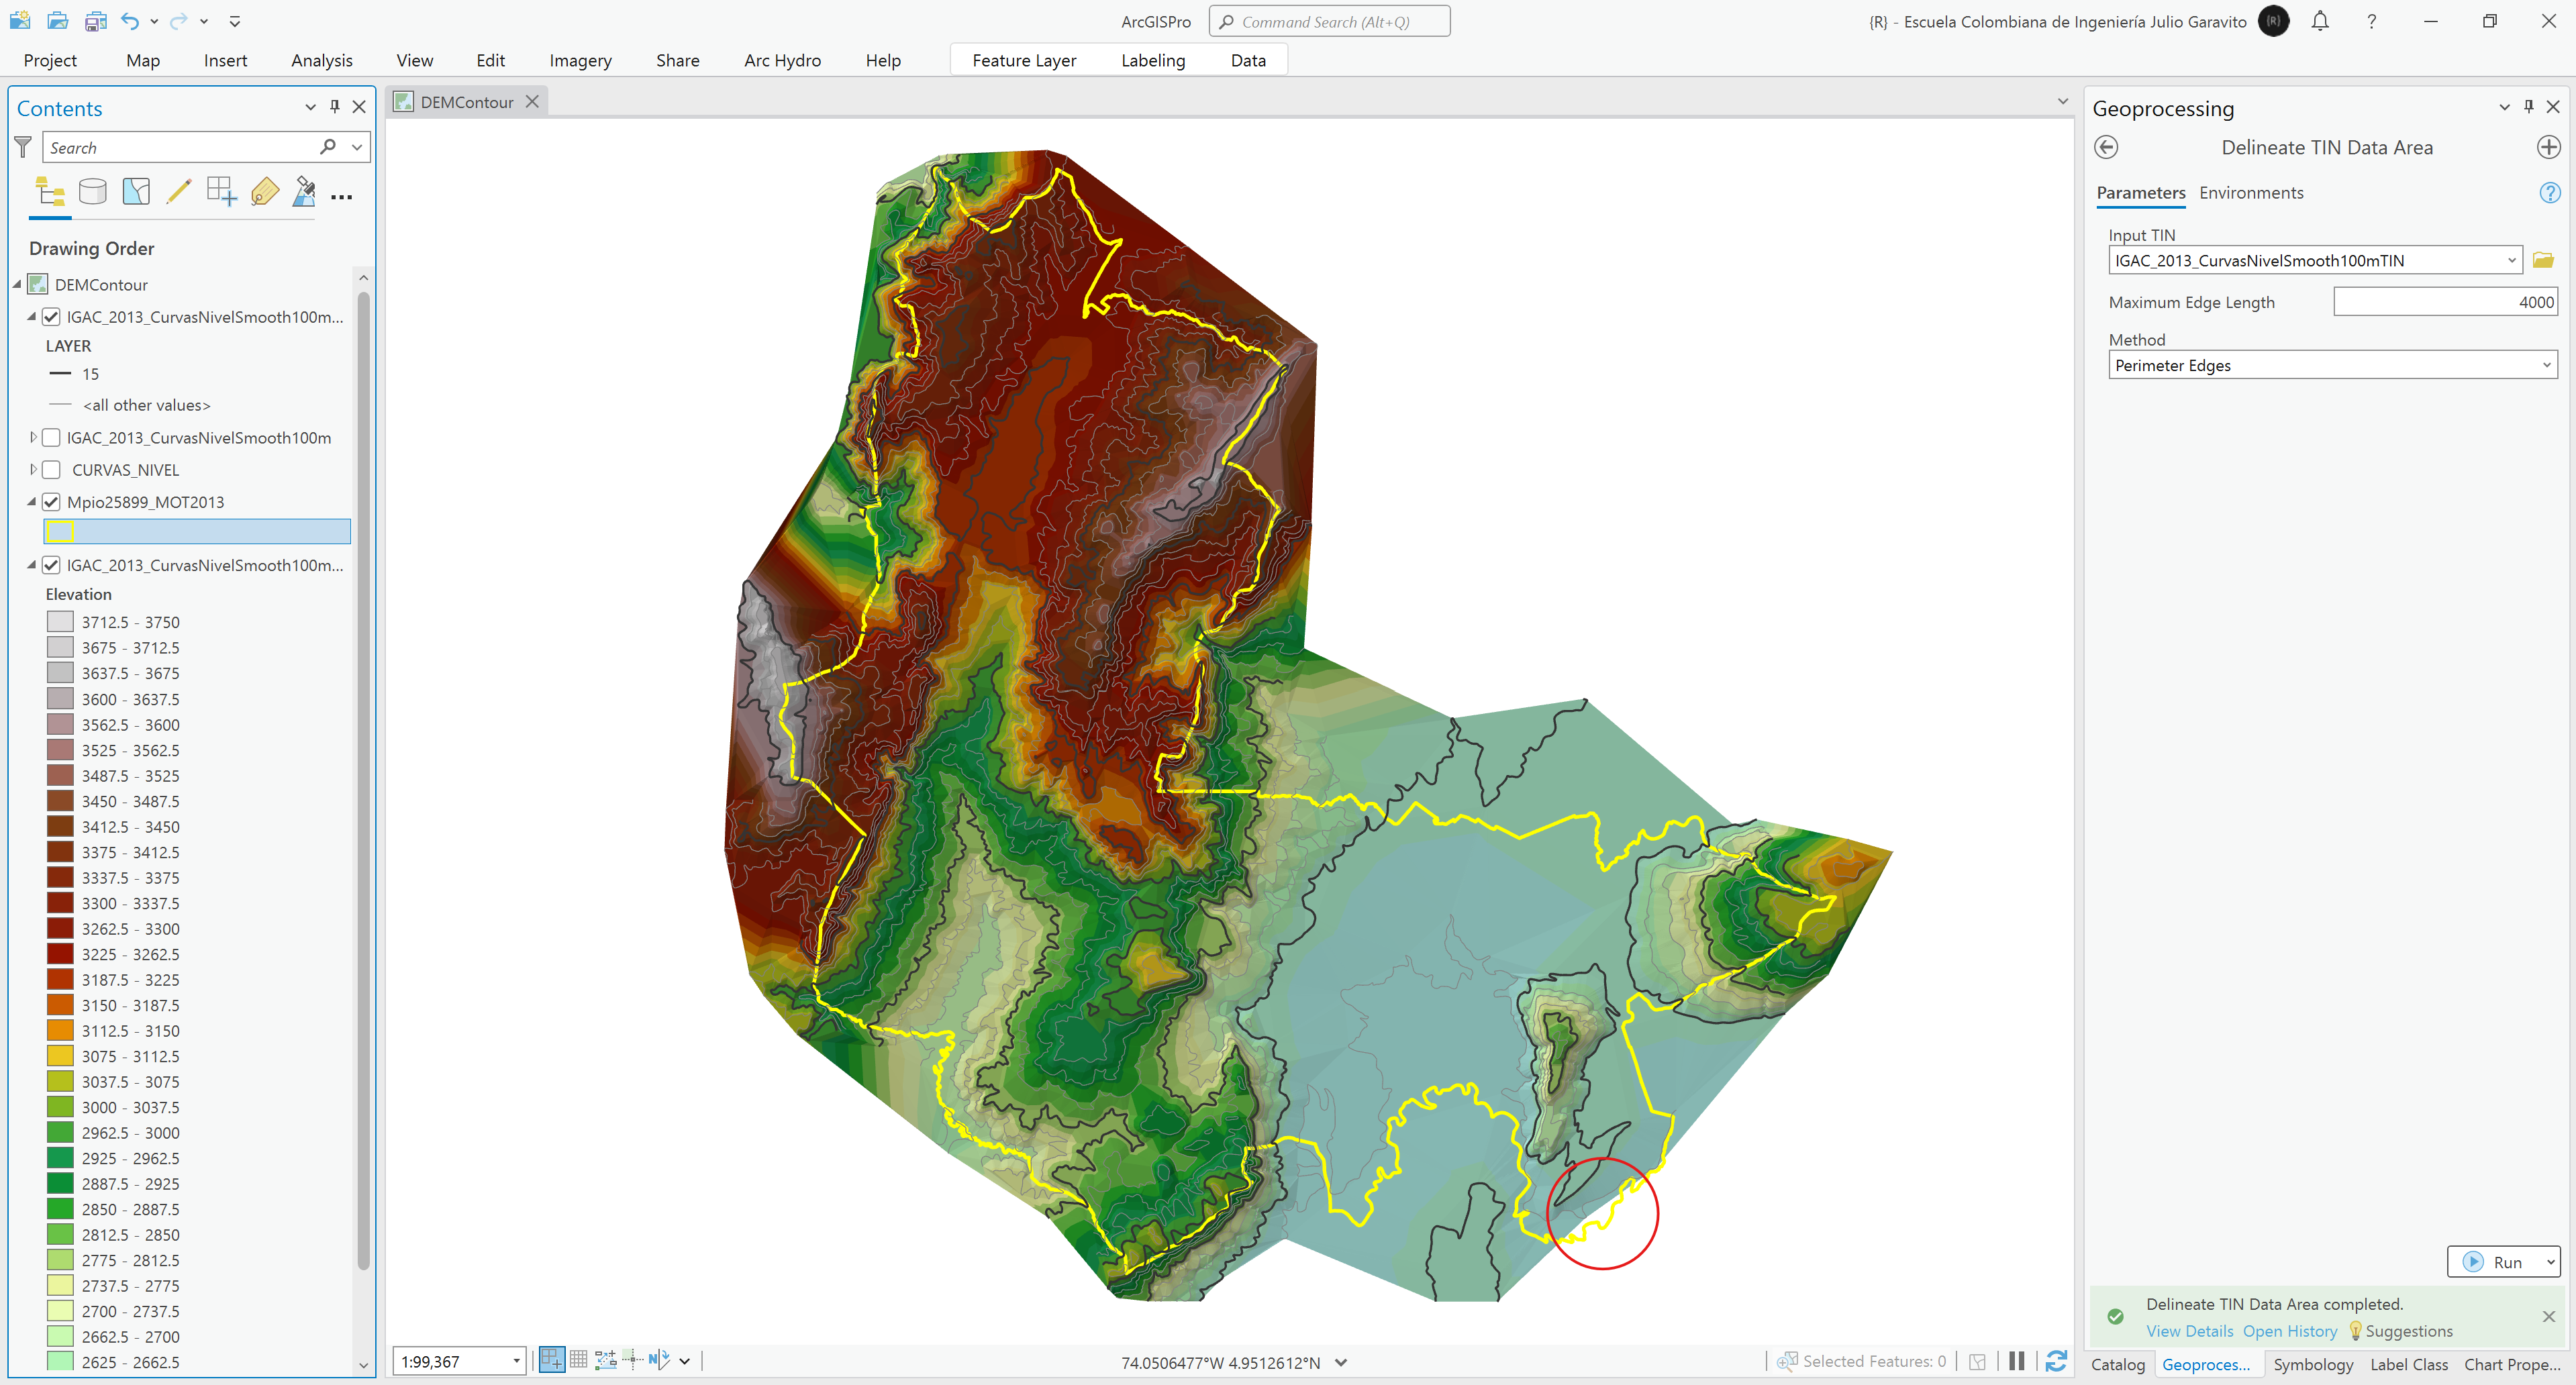 ArcGISPro
Command Search (Alt+Q)
{R} - Escuela Colombiana de Ingeniería Julio Garavito
{R}
Project Map Insert Analysis View Edit Imagery Share Arc Hydro Help Feature Layer Labeling Data
Contents
Search
Drawing Order
DEMContour
IGAC_2013_CurvasNivelSmooth100m...
LAYER
15
<all other values>
IGAC_2013_CurvasNivelSmooth100m
CURVAS_NIVEL
Mpio25899_MOT2013
IGAC_2013_CurvasNivelSmooth100m...
Elevation
3712.5 - 3750
3675 - 3712.5
3637.5 - 3675
3600 - 3637.5
3562.5 - 3600
3525 - 3562.5
3487.5 - 3525
3450 - 3487.5
3412.5 - 3450
3375 - 3412.5
3337.5 - 3375
3300 - 3337.5
3262.5 - 3300
3225 - 3262.5
3187.5 - 3225
3150 - 3187.5
3112.5 - 3150
3075 - 3112.5
3037.5 - 3075
3000 - 3037.5
2962.5 - 3000
2925 - 2962.5
2887.5 - 2925
2850 - 2887.5
2812.5 - 2850
2775 - 2812.5
2737.5 - 2775
2700 - 2737.5
2662.5 - 2700
2625 - 2662.5
DEMContour
1:99,367
74.0506477°W 4.9512612°N
Selected Features: 0
Geoprocessing
Delineate TIN Data Area
Parameters Environments
Input TIN
IGAC_2013_CurvasNivelSmooth100mTIN
Maximum Edge Length 4000
Method
Perimeter Edges
Run
Delineate TIN Data Area completed.
View Details Open History Suggestions
Catalog Geoproces... Symbology Label Class Chart Prope...